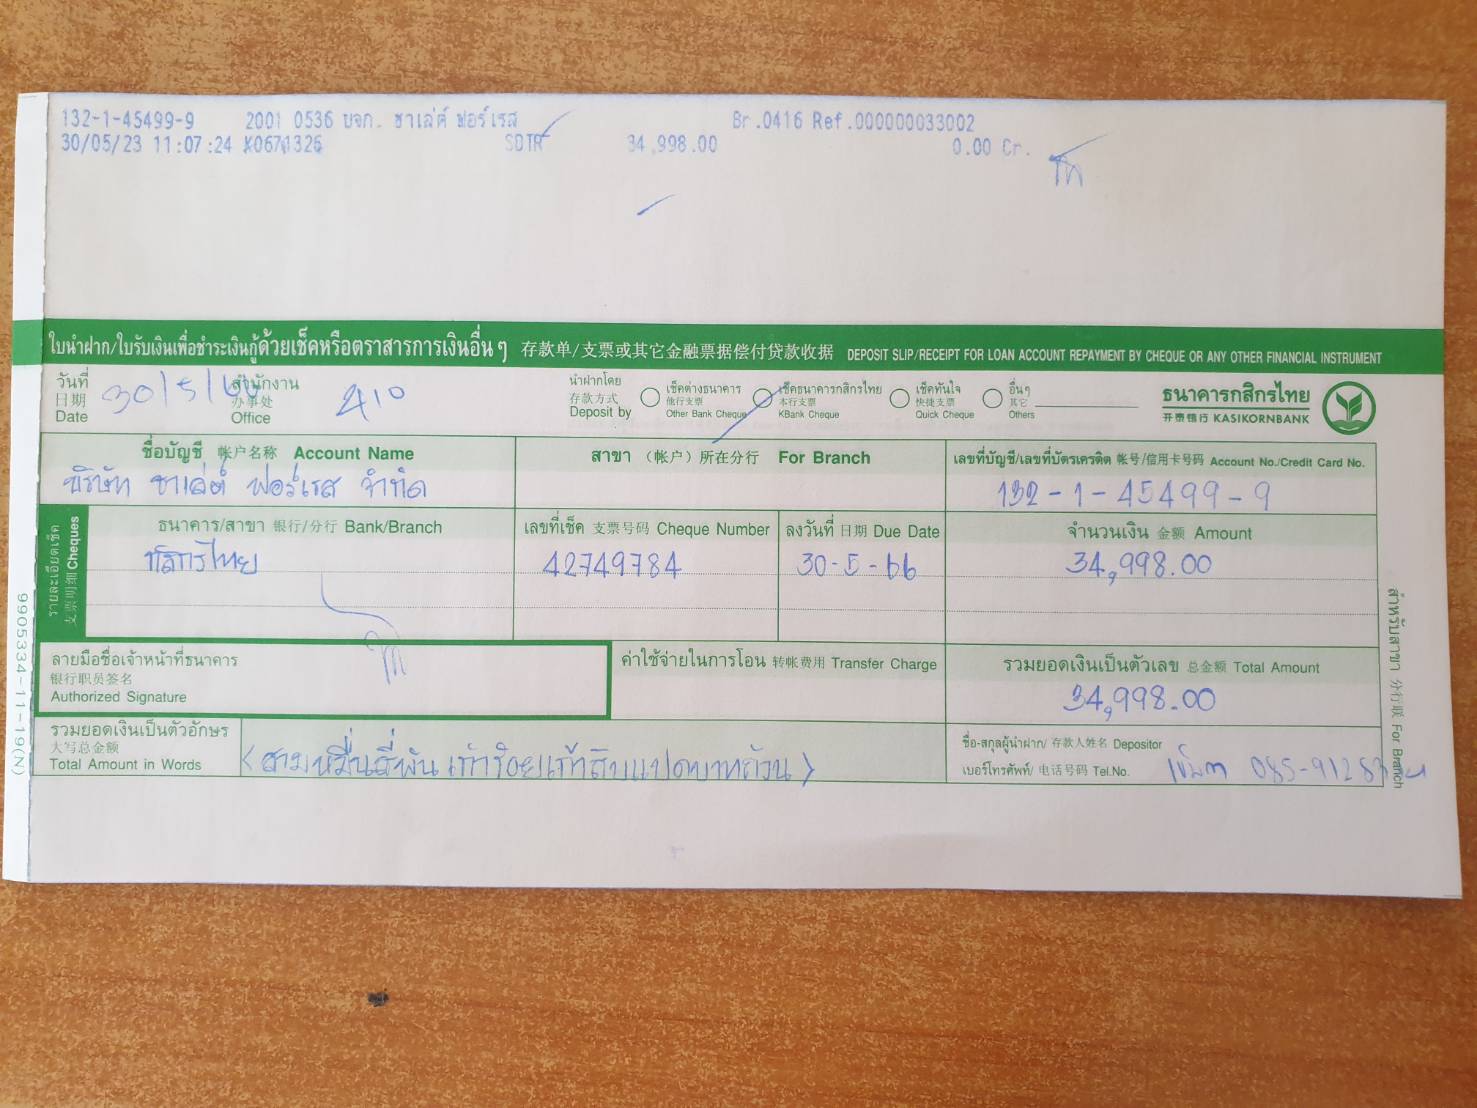 132-1-45499-9 2001 0536 บจก. ชาเล่ต์ ฟอร์เรส Br.0416 Ref.000000033002
30/05/23 11:07:24 K0671326 SDTR 34,998.00 0.00 Cr.
ใบนำฝาก/ใบรับเงินเพื่อชำระเงินกู้ด้วยเช็คหรือตราสารการเงินอื่น ๆ 存款单/支票或其它金融票据偿付贷款收据 DEPOSIT SLIP/RECEIPT FOR LOAN ACCOUNT REPAYMENT BY CHEQUE OR ANY OTHER FINANCIAL INSTRUMENT
วันที่ 日期 Date 30/5/66
สำนักงาน 办事处 Office
นำฝากโดย 存款方式 Deposit by
เช็คต่างธนาคาร 他行支票 Other Bank Cheque
เช็คธนาคารกสิกรไทย 本行支票 KBank Cheque
เช็คทันใจ 快捷支票 Quick Cheque
อื่นๆ 其它 Others
ธนาคารกสิกรไทย
开泰银行 KASIKORNBANK
ชื่อบัญชี 帐户名称 Account Name
บริษัท ชาเล่ต์ ฟอร์เรส จำกัด
สาขา （帐户）所在分行 For Branch
เลขที่บัญชี/เลขที่บัตรเครดิต 帐号/信用卡号码 Account No./Credit Card No.
132-1-45499-9
รายละเอียดเช็ค
支票明细 Cheques
ธนาคาร/สาขา 银行/分行 Bank/Branch
กสิกรไทย
เลขที่เช็ค 支票号码 Cheque Number
42749784
ลงวันที่ 日期 Due Date
30-5-66
จำนวนเงิน 金额 Amount
34,998.00
ลายมือชื่อเจ้าหน้าที่ธนาคาร
银行职员签名
Authorized Signature
ค่าใช้จ่ายในการโอน 转帐费用 Transfer Charge
รวมยอดเงินเป็นตัวเลข 总金额 Total Amount
34,998.00
รวมยอดเงินเป็นตัวอักษร
大写总金额
Total Amount in Words
(สามหมื่นสี่พันเก้าร้อยเก้าสิบแปดบาทถ้วน)
ชื่อ-สกุลผู้นำฝาก/ 存款人姓名 Depositor
เบอร์โทรศัพท์/ 电话号码 Tel.No.
สำหรับสาขา 分行联 For Branch
9905334-11-19(N)